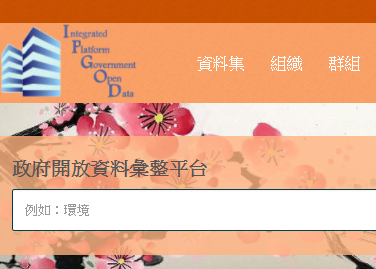 Integrated
Platform
Government
Open
Data
資料集 組織 群組
政府開放資料彙整平台
例如：環境